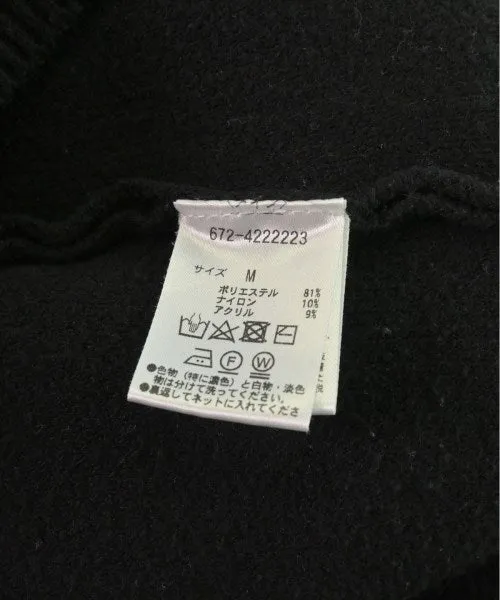 672-4222223
サイズ M
ポリエステル 81%
ナイロン 10%
アクリル 9%
F W
●色物(特に濃色)と白物・淡色
物は分けて洗ってください。
●裏返してネットに入れてくださ